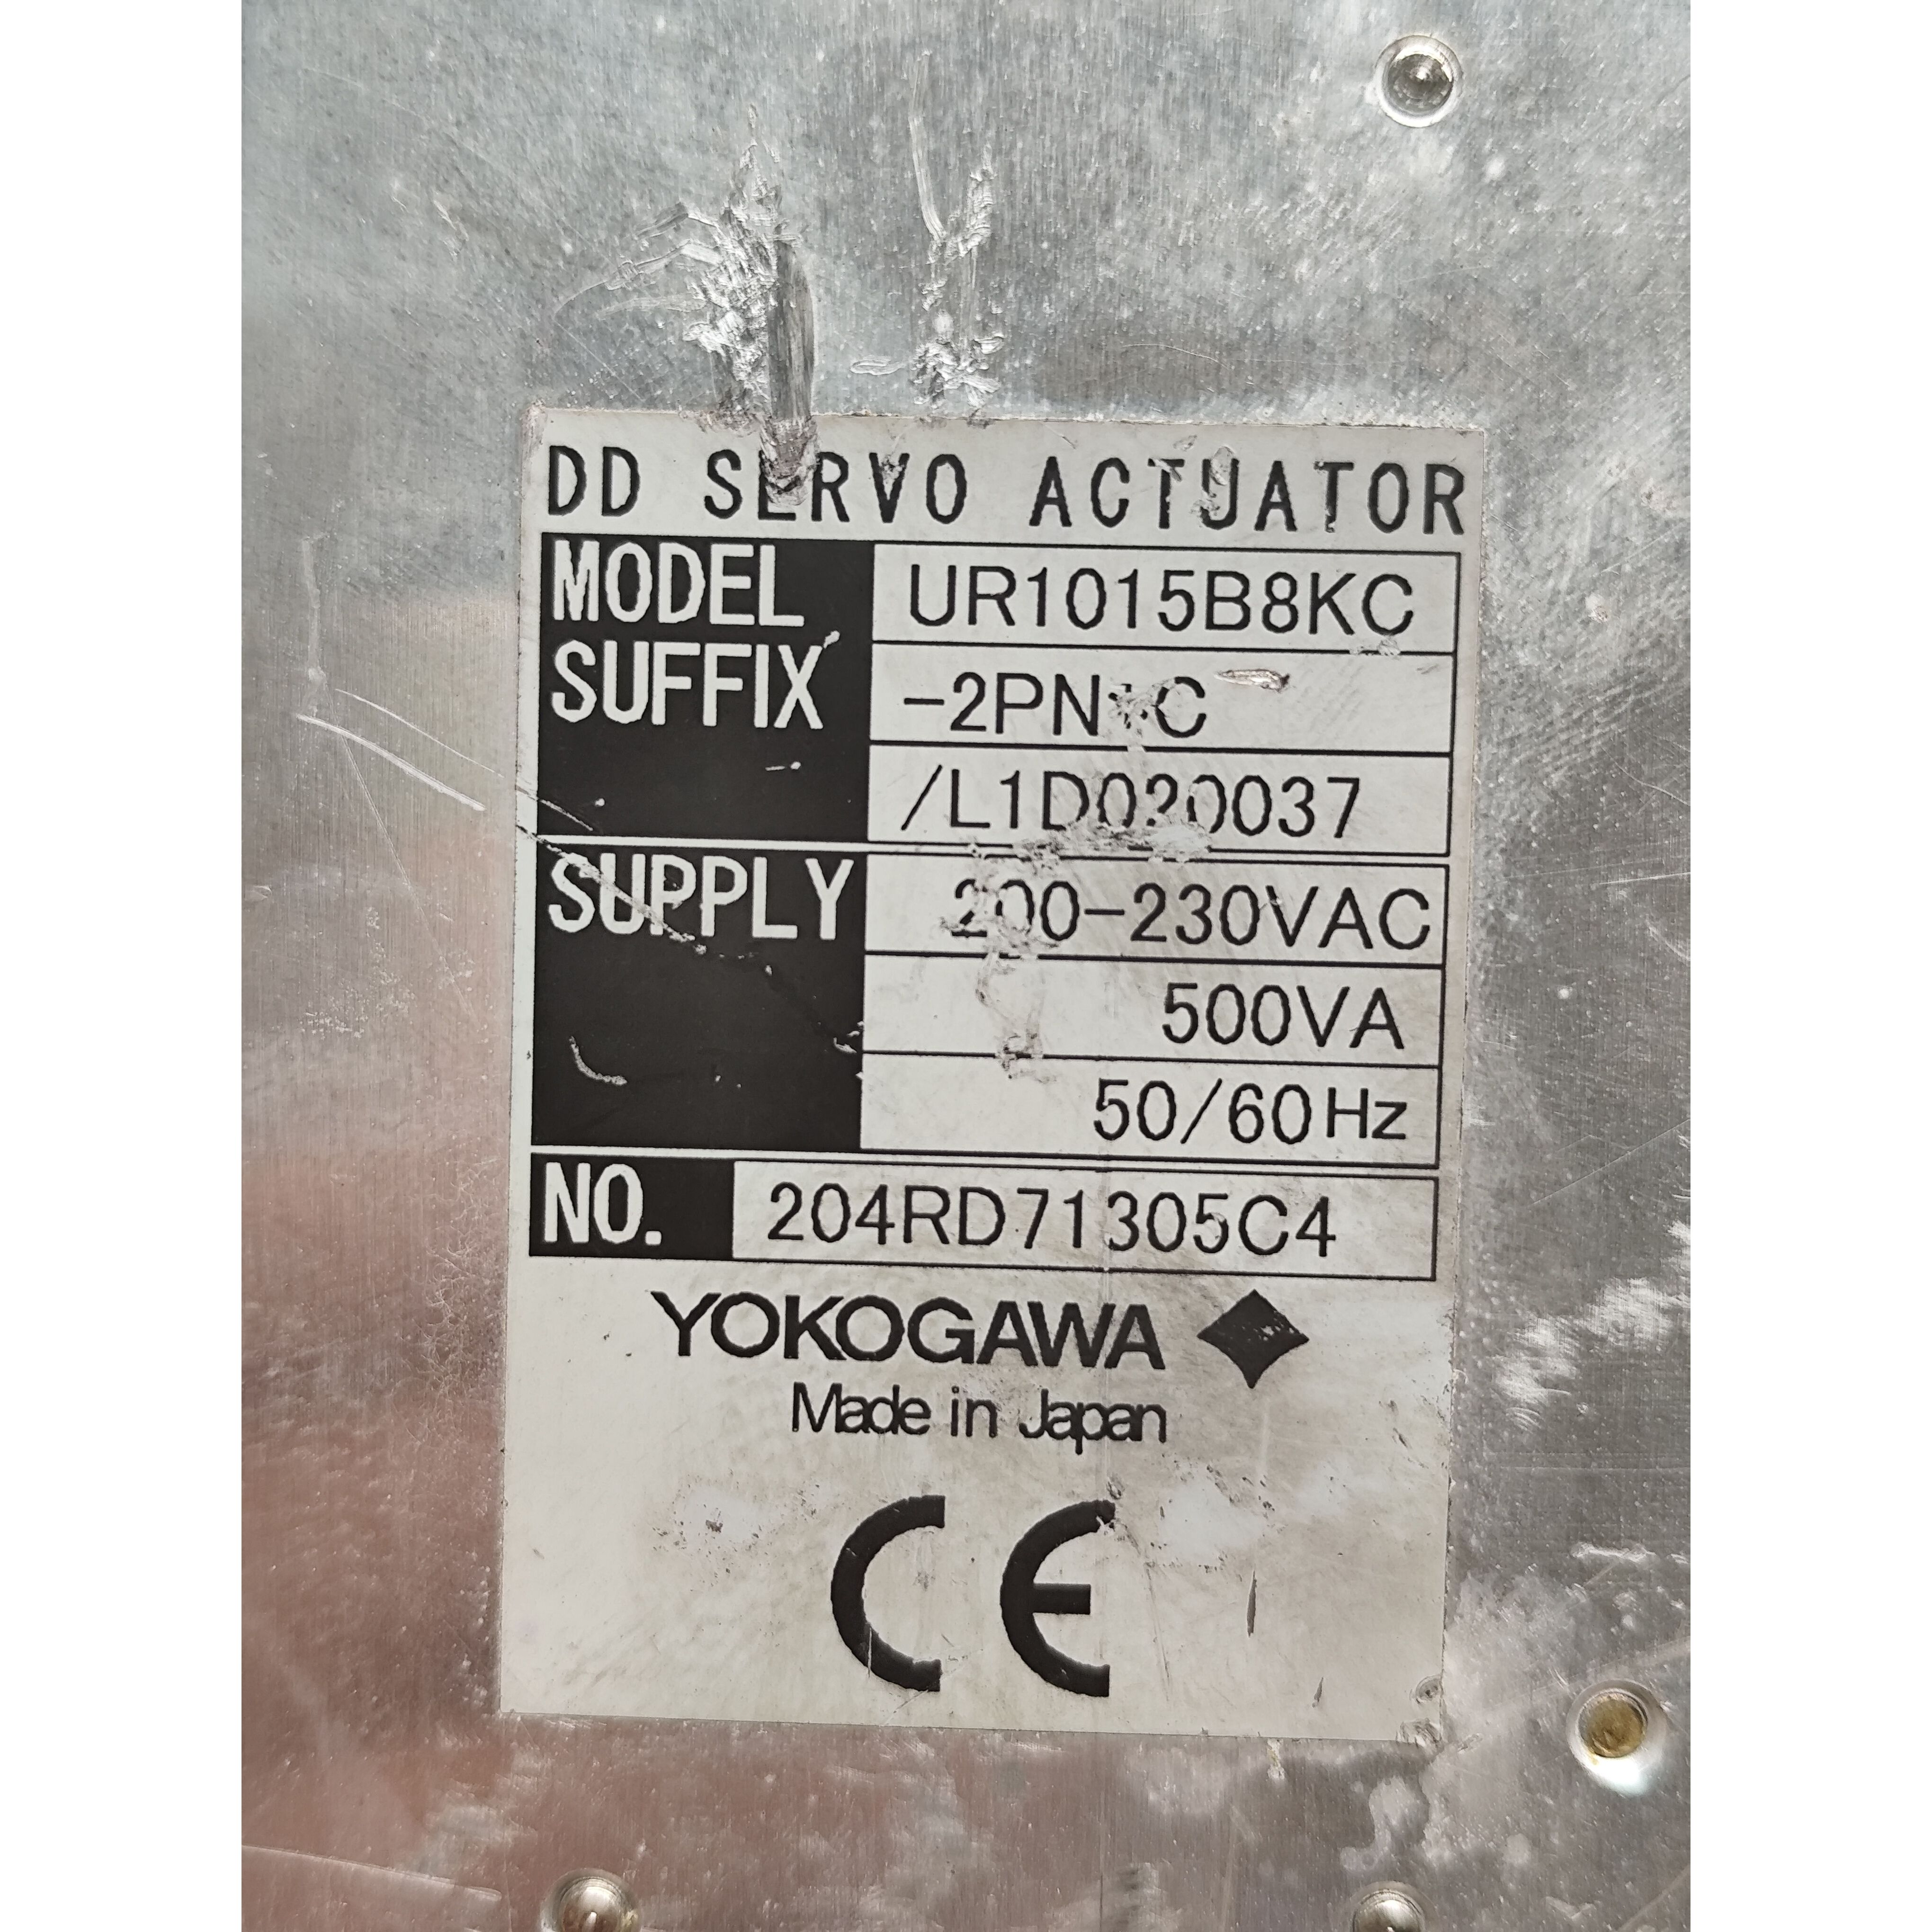 DD SERVO ACTUATOR
MODEL UR1015B8KC
SUFFIX
/L1D020037
SUPPLY 200-230VAC
500VA
50/60Hz
NO. 204RD71305C4
YOKOGAWA
Made in Japan
CE